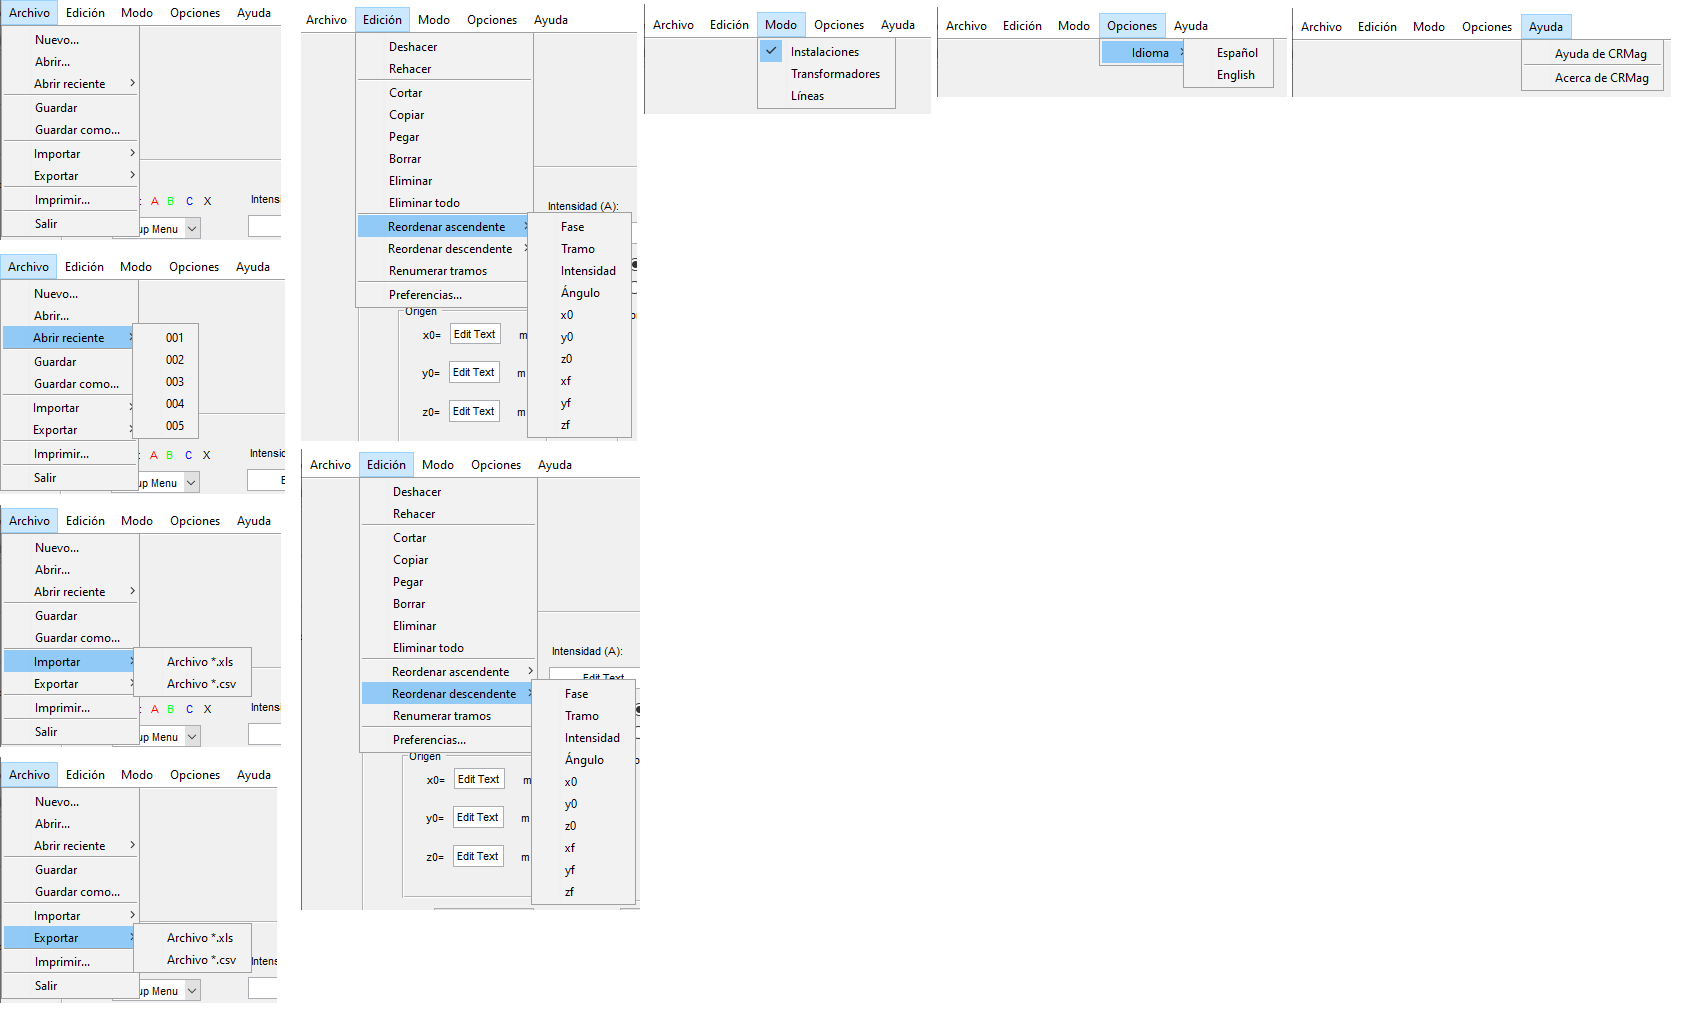 Archivo Edición Modo Opciones Ayuda
Nuevo...
Abrir...
Abrir reciente
Guardar
Guardar como...
Importar
Exportar
Imprimir...
Salir
: A B C X
Intensi
up Menu
Archivo Edición Modo Opciones Ayuda
Nuevo...
Abrir...
Abrir reciente
001
002
003
004
005
Guardar
Guardar como...
Importar
Exportar
Imprimir...
Salir
: A B C X
Intensid
up Menu
E
Archivo Edición Modo Opciones Ayuda
Nuevo...
Abrir...
Abrir reciente
Guardar
Guardar como...
Importar
Archivo *.xls
Archivo *.csv
Exportar
Imprimir...
Salir
: A B C X
Intensi
up Menu
Archivo Edición Modo Opciones Ayuda
Nuevo...
Abrir...
Abrir reciente
Guardar
Guardar como...
Importar
Exportar
Archivo *.xls
Archivo *.csv
Imprimir...
Salir
Intens
up Menu
Archivo Edición Modo Opciones Ayuda
Deshacer
Rehacer
Cortar
Copiar
Pegar
Borrar
Eliminar
Eliminar todo
Reordenar ascendente
Reordenar descendente
Renumerar tramos
Preferencias...
Intensidad (A):
Fase
Tramo
Intensidad
Ángulo
x0
y0
z0
xf
yf
zf
Origen
x0= Edit Text m
y0= Edit Text m
z0= Edit Text m
Archivo Edición Modo Opciones Ayuda
Deshacer
Rehacer
Cortar
Copiar
Pegar
Borrar
Eliminar
Eliminar todo
Reordenar ascendente
Reordenar descendente
Renumerar tramos
Preferencias...
Intensidad (A):
Edit Text
Fase
Tramo
Intensidad
Ángulo
x0
y0
z0
xf
yf
zf
Origen
x0= Edit Text m
y0= Edit Text m
z0= Edit Text m
Archivo Edición Modo Opciones Ayuda
Instalaciones
Transformadores
Líneas
Archivo Edición Modo Opciones Ayuda
Idioma
Español
English
Archivo Edición Modo Opciones Ayuda
Ayuda de CRMag
Acerca de CRMag